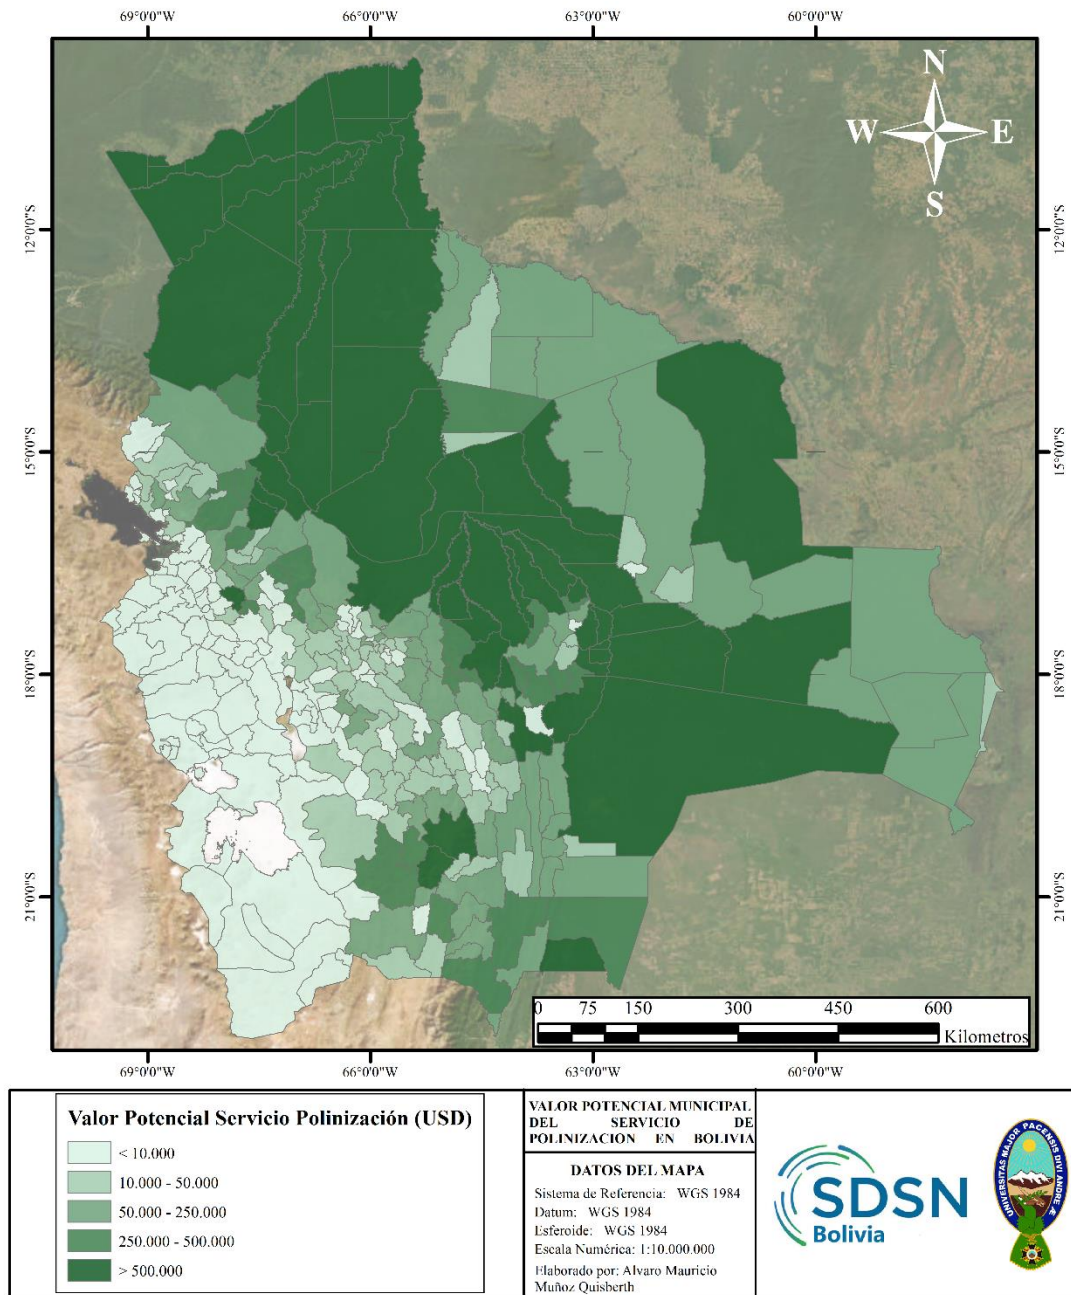 69°0'0"W 66°0'0"W 63°0'0"W 60°0'0"W
N
W E
S
12°0'0"S 12°0'0"S
15°0'0"S 15°0'0"S
18°0'0"S 18°0'0"S
21°0'0"S 21°0'0"S
0 75 150 300 450 600
Kilometros
69°0'0"W 66°0'0"W 63°0'0"W 60°0'0"W
Valor Potencial Servicio Polinización (USD)
< 10.000
10.000 - 50.000
50.000 - 250.000
250.000 - 500.000
> 500.000
VALOR POTENCIAL MUNICIPAL
DEL SERVICIO DE
POLINIZACION EN BOLIVIA
DATOS DEL MAPA
Sistema de Referencia: WGS 1984
Datum: WGS 1984
Esferoide: WGS 1984
Escala Numérica: 1:10.000.000
Elaborado por: Alvaro Mauricio
Muñoz Quisberth
SDSN
Bolivia
UNIVERSITAS MAJOR PACENSIS DIVI ANDRE Æ